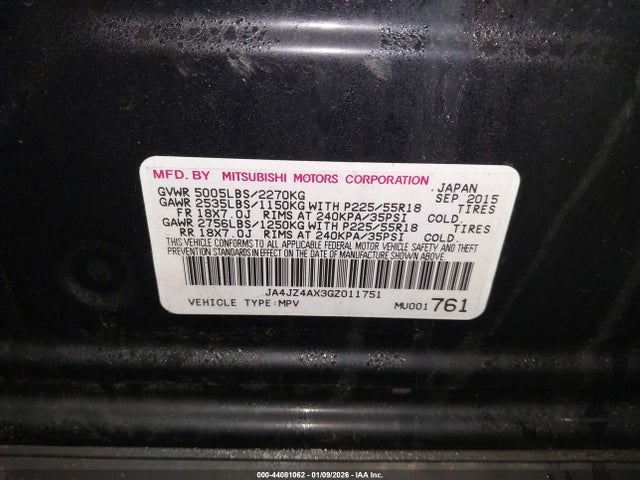 MFD. BY MITSUBISHI MOTORS CORPORATION, JAPAN
GVWR 5005LBS/2270KG SEP 2015
GAWR 2535LBS/1150KG WITH P225/55R18 TIRES
FR 18X7.0J RIMS AT 240KPA/35PSI COLD.
GAWR 2756LBS/1250KG WITH P225/55R18 TIRES
RR 18X7.0J RIMS AT 240KPA/35PSI COLD.
THIS VEHICLE CONFORMS TO ALL APPLICABLE FEDERAL MOTOR VEHICLE SAFETY AND THEFT
PREVENTION STANDARDS IN EFFECT ON THE DATE OF MANUFACTURE SHOWN ABOVE.
JA4JZ4AX3GZ011751
VEHICLE TYPE:MPV MU001761
000-44081062 - 01/09/2026 - IAAI, Inc.